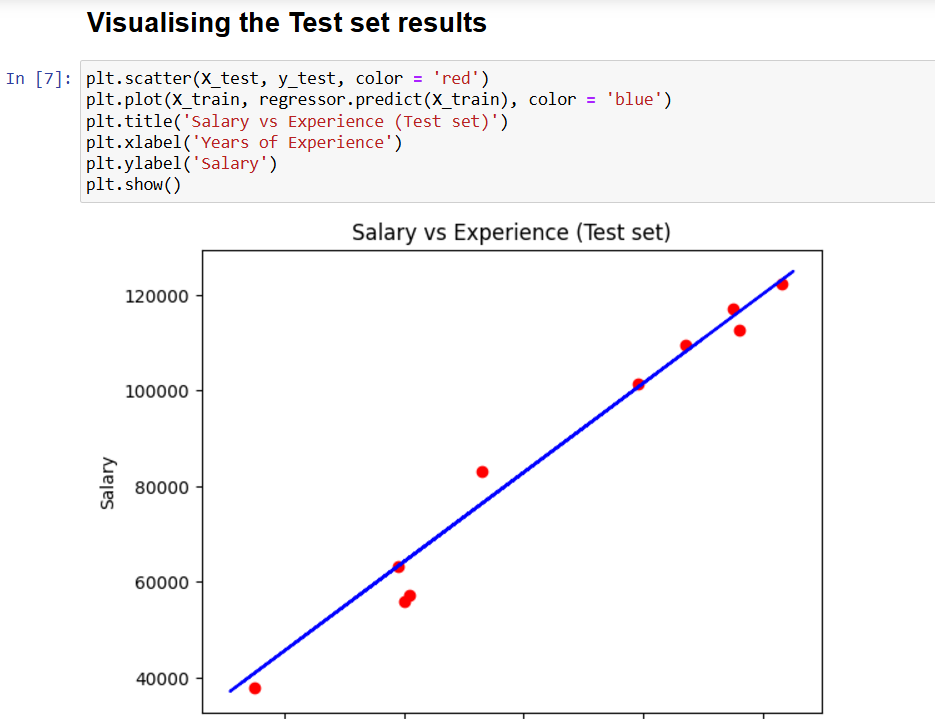 Visualising the Test set results
In [7]: plt.scatter(X_test, y_test, color = 'red')
plt.plot(X_train, regressor.predict(X_train), color = 'blue')
plt.title('Salary vs Experience (Test set)')
plt.xlabel('Years of Experience')
plt.ylabel('Salary')
plt.show()
Salary vs Experience (Test set)
120000
100000
80000
60000
40000
Salary